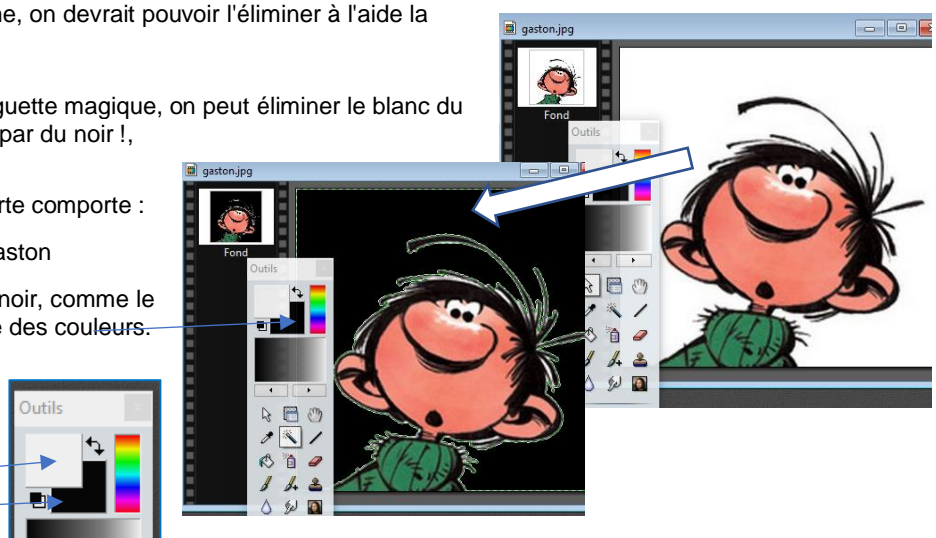 ne, on devrait pouvoir l'éliminer à l'aide la
guette magique, on peut éliminer le blanc du
par du noir !,
rte comporte :
aston
noir, comme le
e des couleurs.
gaston.jpg
Fond
Outils
gaston.jpg
Fond
Outils
Outils